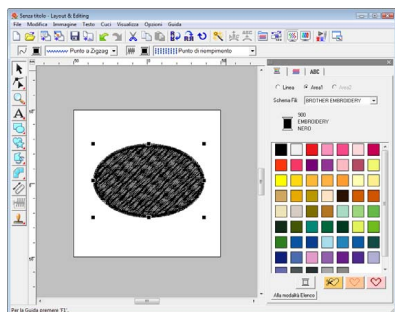 Senza titolo - Layout & Editing
File Modifica Immagine Testo Cuci Visualizza Opzioni Guida
Punto a Zigzag
Punto di riempimento
ABC
Linea Area1 Area2
Schema Fili BROTHER EMBROIDERY
900
EMBROIDERY
NERO
Alla modalità Elenco
Per la Guida premere 'F1'.